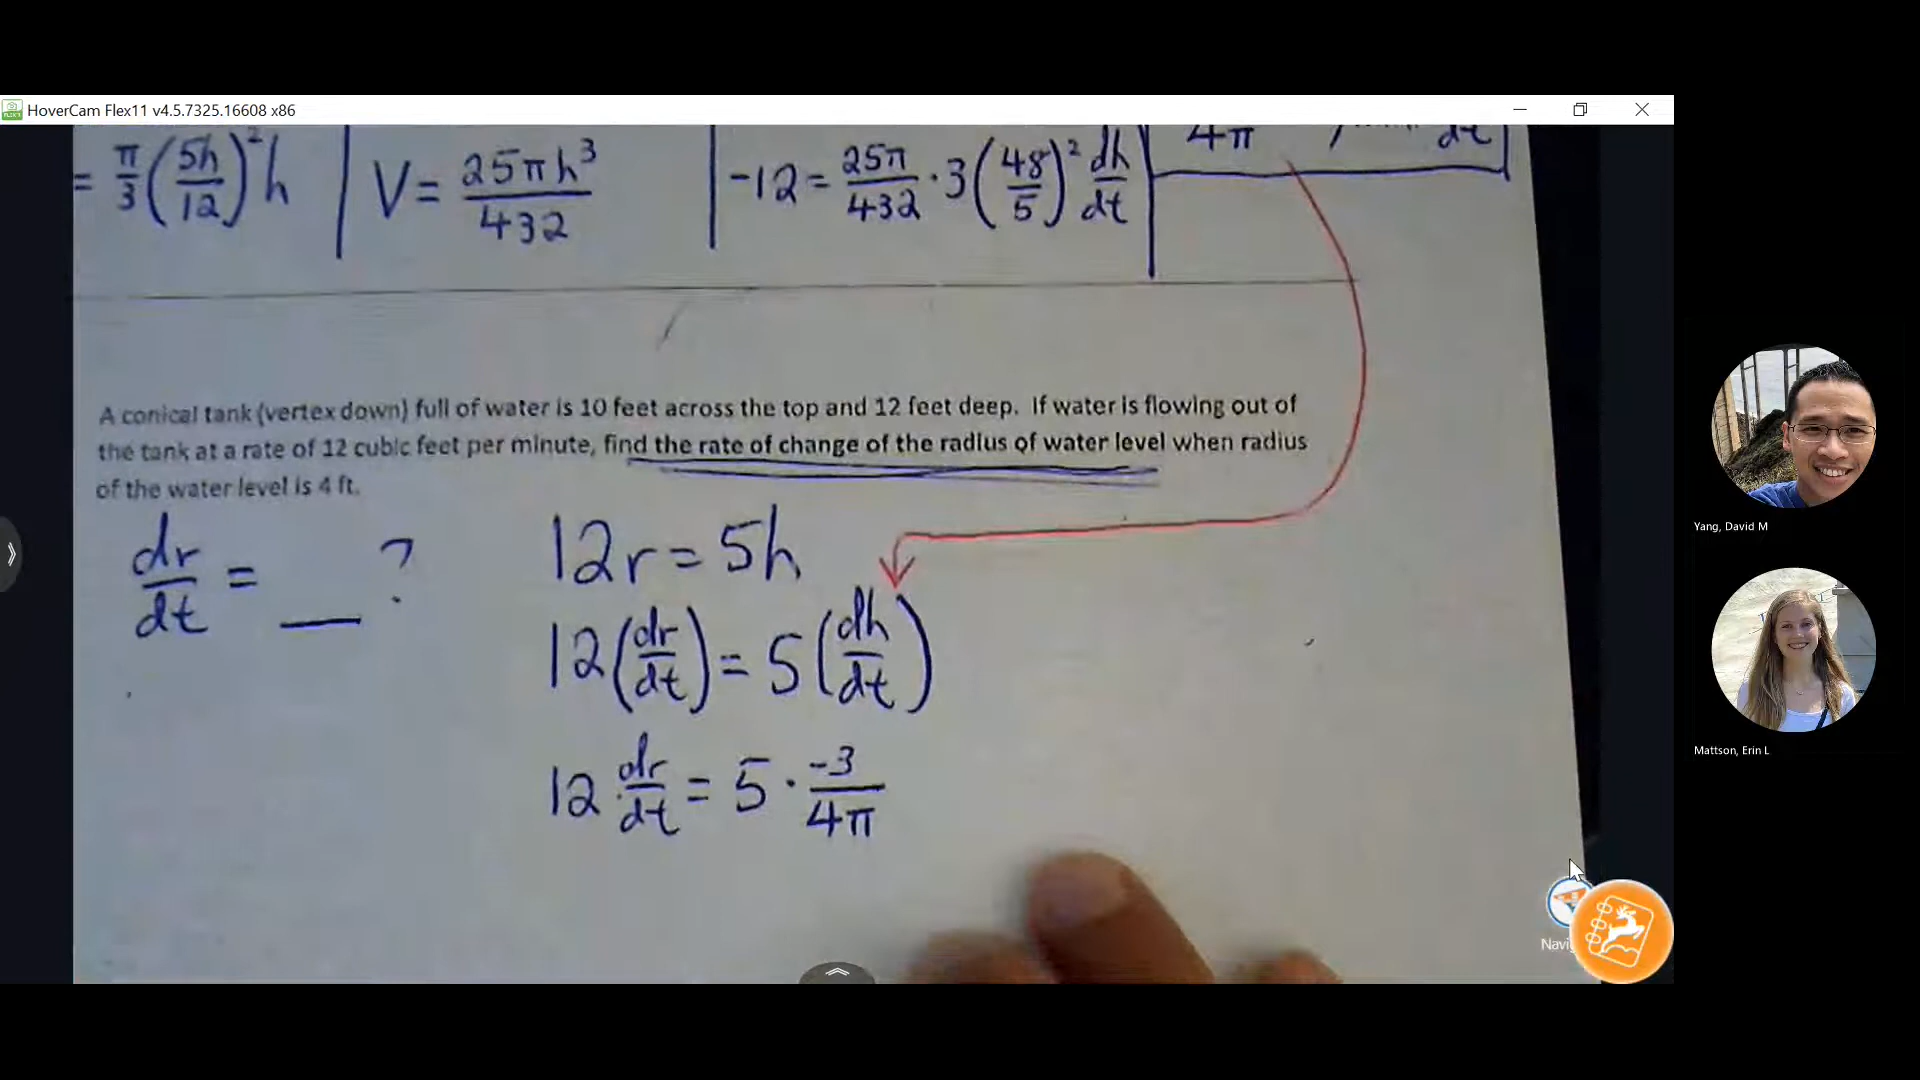 HoverCam Flex11 v4.5.7325.16608 x86
= π/3 (5h/12)² h | V = 25πh³/432 | -12 = 25π/432 · 3(48/5)² dh/dt
4π dt
A conical tank (vertex down) full of water is 10 feet across the top and 12 feet deep. If water is flowing out of
the tank at a rate of 12 cubic feet per minute, find the rate of change of the radius of water level when radius
of the water level is 4 ft.
dr/dt = __ ?
12r = 5h
12(dr/dt) = 5(dh/dt)
12 · dr/dt = 5 · -3/4π
Yang, David M
Mattson, Erin L